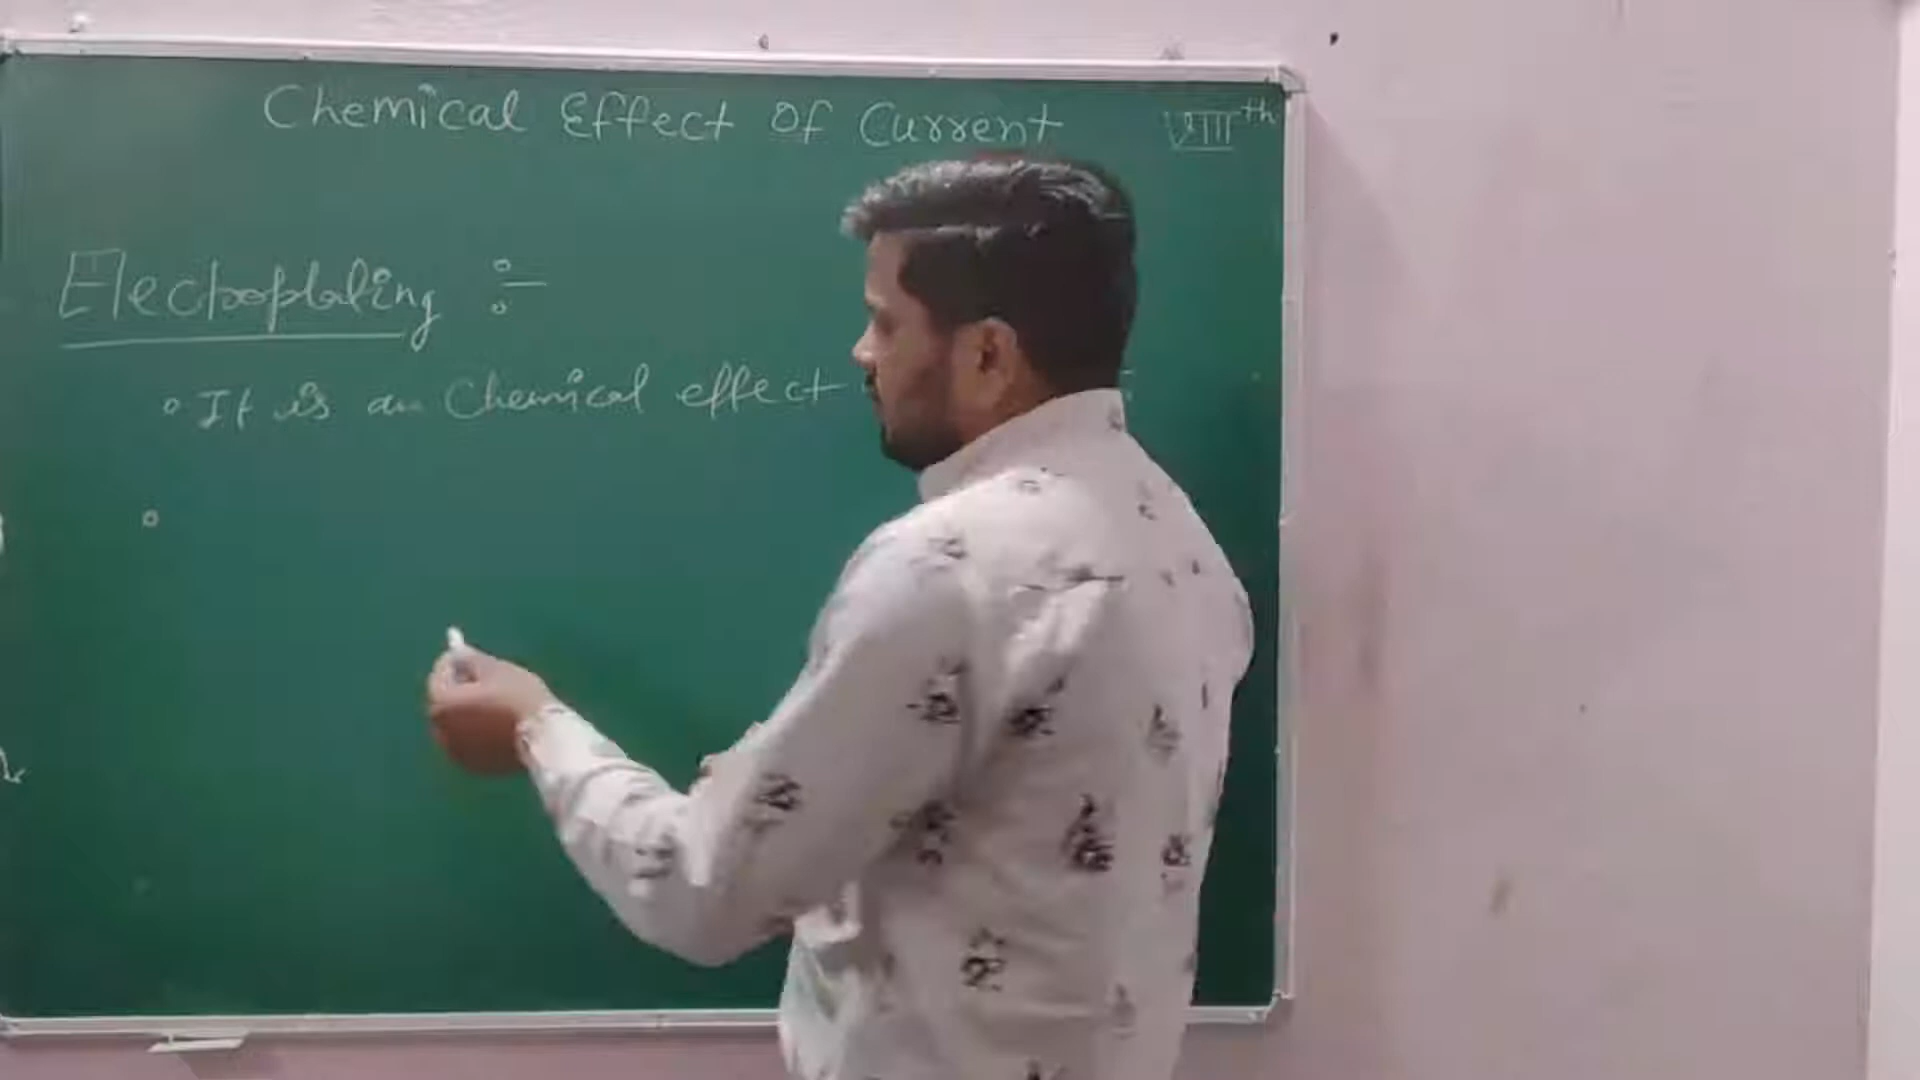 Chemical Effect Of Current VIIIth
Electroplating :-
• It is an Chemical effect
•